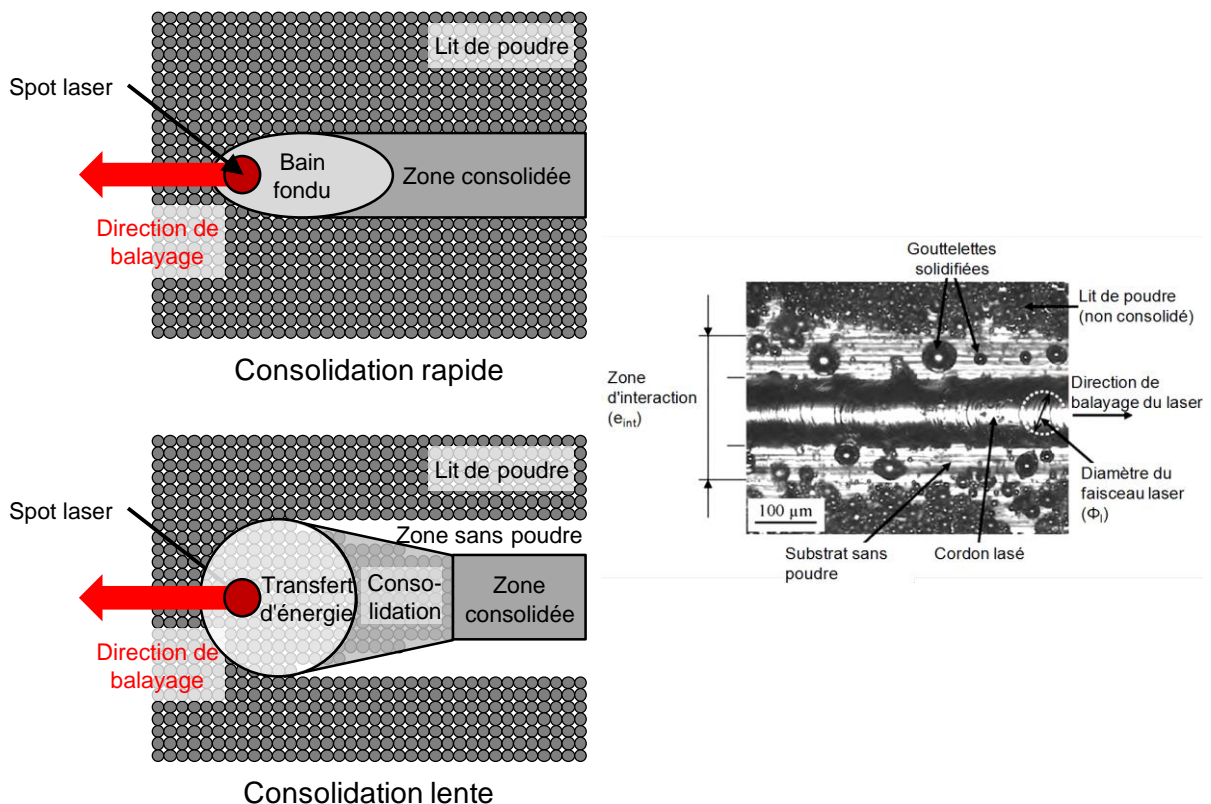 Lit de poudre
Spot laser
Bain
fondu
Zone consolidée
Direction de
balayage
Consolidation rapide
Lit de poudre
Spot laser
Zone sans poudre
Transfert
d'énergie
Conso-
lidation
Zone
consolidée
Direction de
balayage
Consolidation lente
Gouttelettes
solidifiées
Lit de poudre
(non consolidé)
Zone
d'interaction
(eint)
Direction de
balayage du laser
Diamètre du
faisceau laser
(Φl)
100 µm
Substrat sans
poudre
Cordon lasé